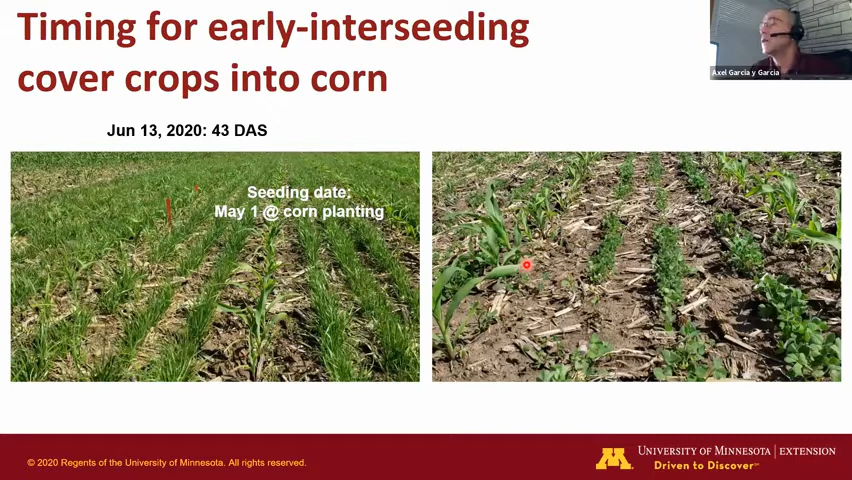 Timing for early-interseeding
cover crops into corn
Axel Garcia y Garcia
Jun 13, 2020: 43 DAS
Seeding date:
May 1 @ corn planting
© 2020 Regents of the University of Minnesota. All rights reserved.
UNIVERSITY OF MINNESOTA | EXTENSION
Driven to Discover℠